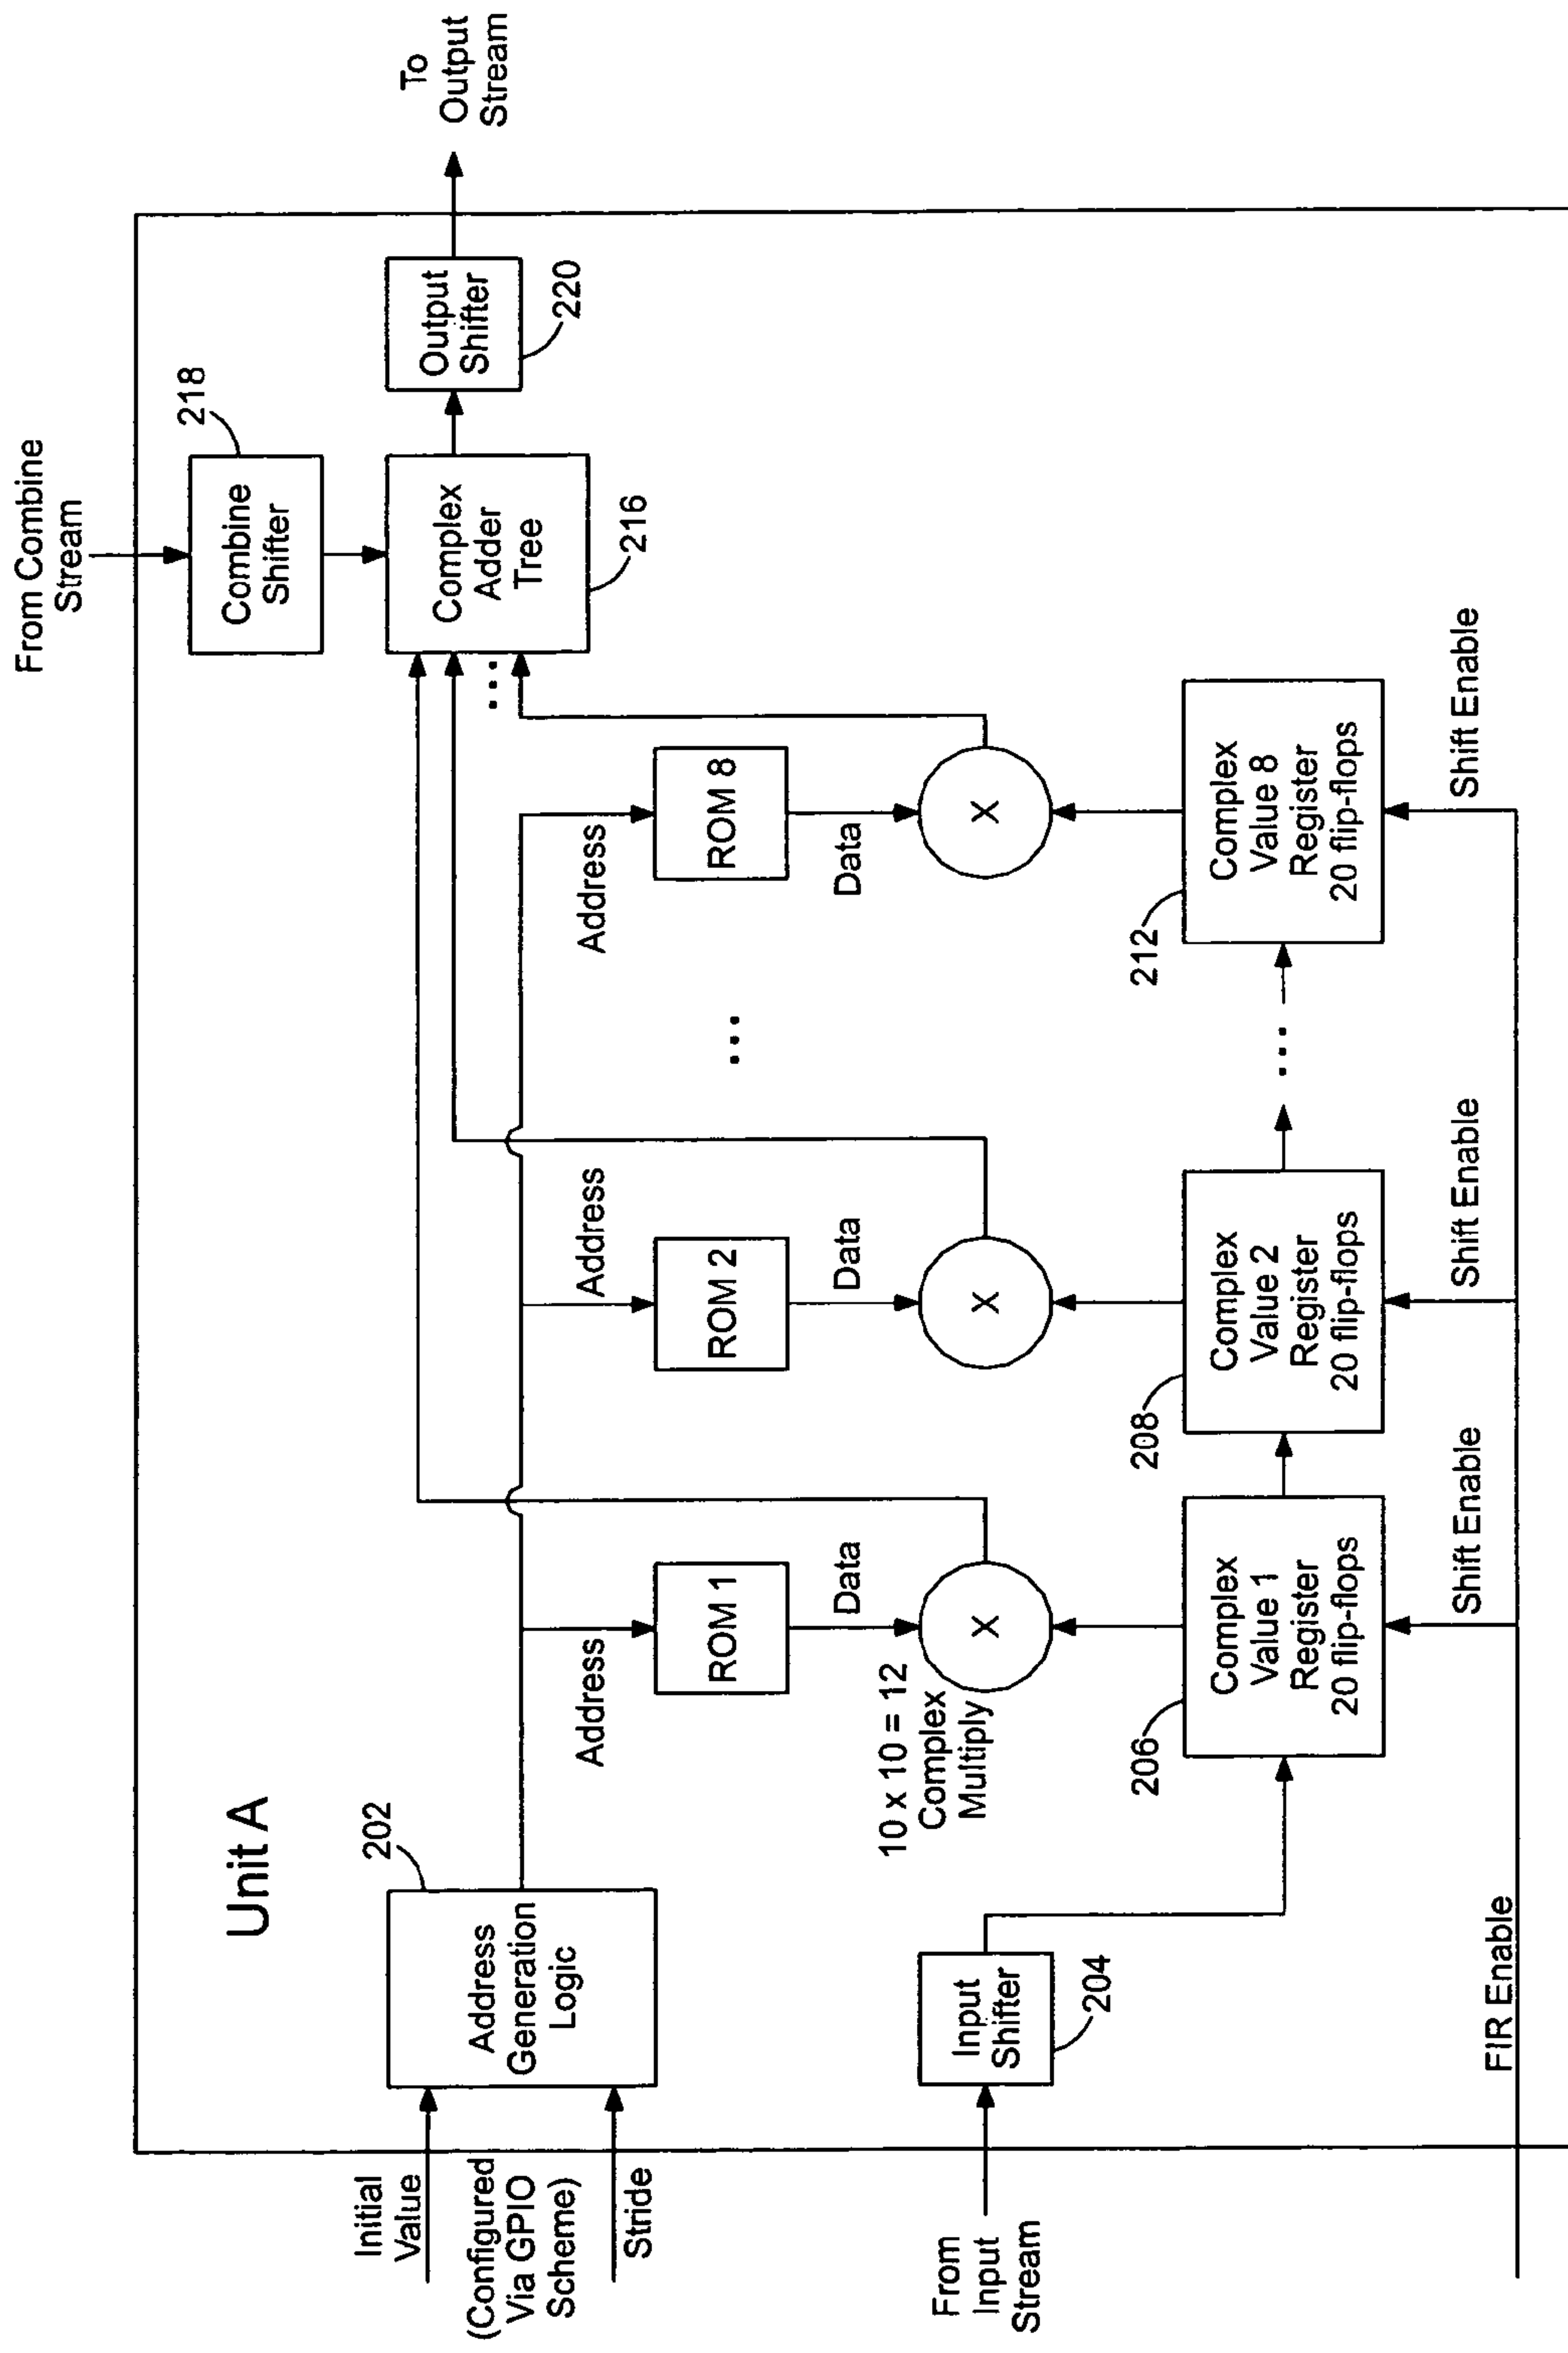 Unit A
From Combine
Stream
Combine
Shifter
218
Initial
Value
(Configured
Via GPIO
Scheme)
Stride
Address
Generation
Logic
202
Complex
Adder
Tree
216
Output
Shifter
220
To
Output
Stream
...
Address
Address
Address
ROM 1
ROM 2
...
ROM 8
Data
Data
Data
10 x 10 = 12
Complex
Multiply
X
X
X
From
Input
Stream
Input
Shifter
204
206
Complex
Value 1
Register
20 flip-flops
208
Complex
Value 2
Register
20 flip-flops
...
212
Complex
Value 8
Register
20 flip-flops
Shift Enable
Shift Enable
Shift Enable
FIR Enable